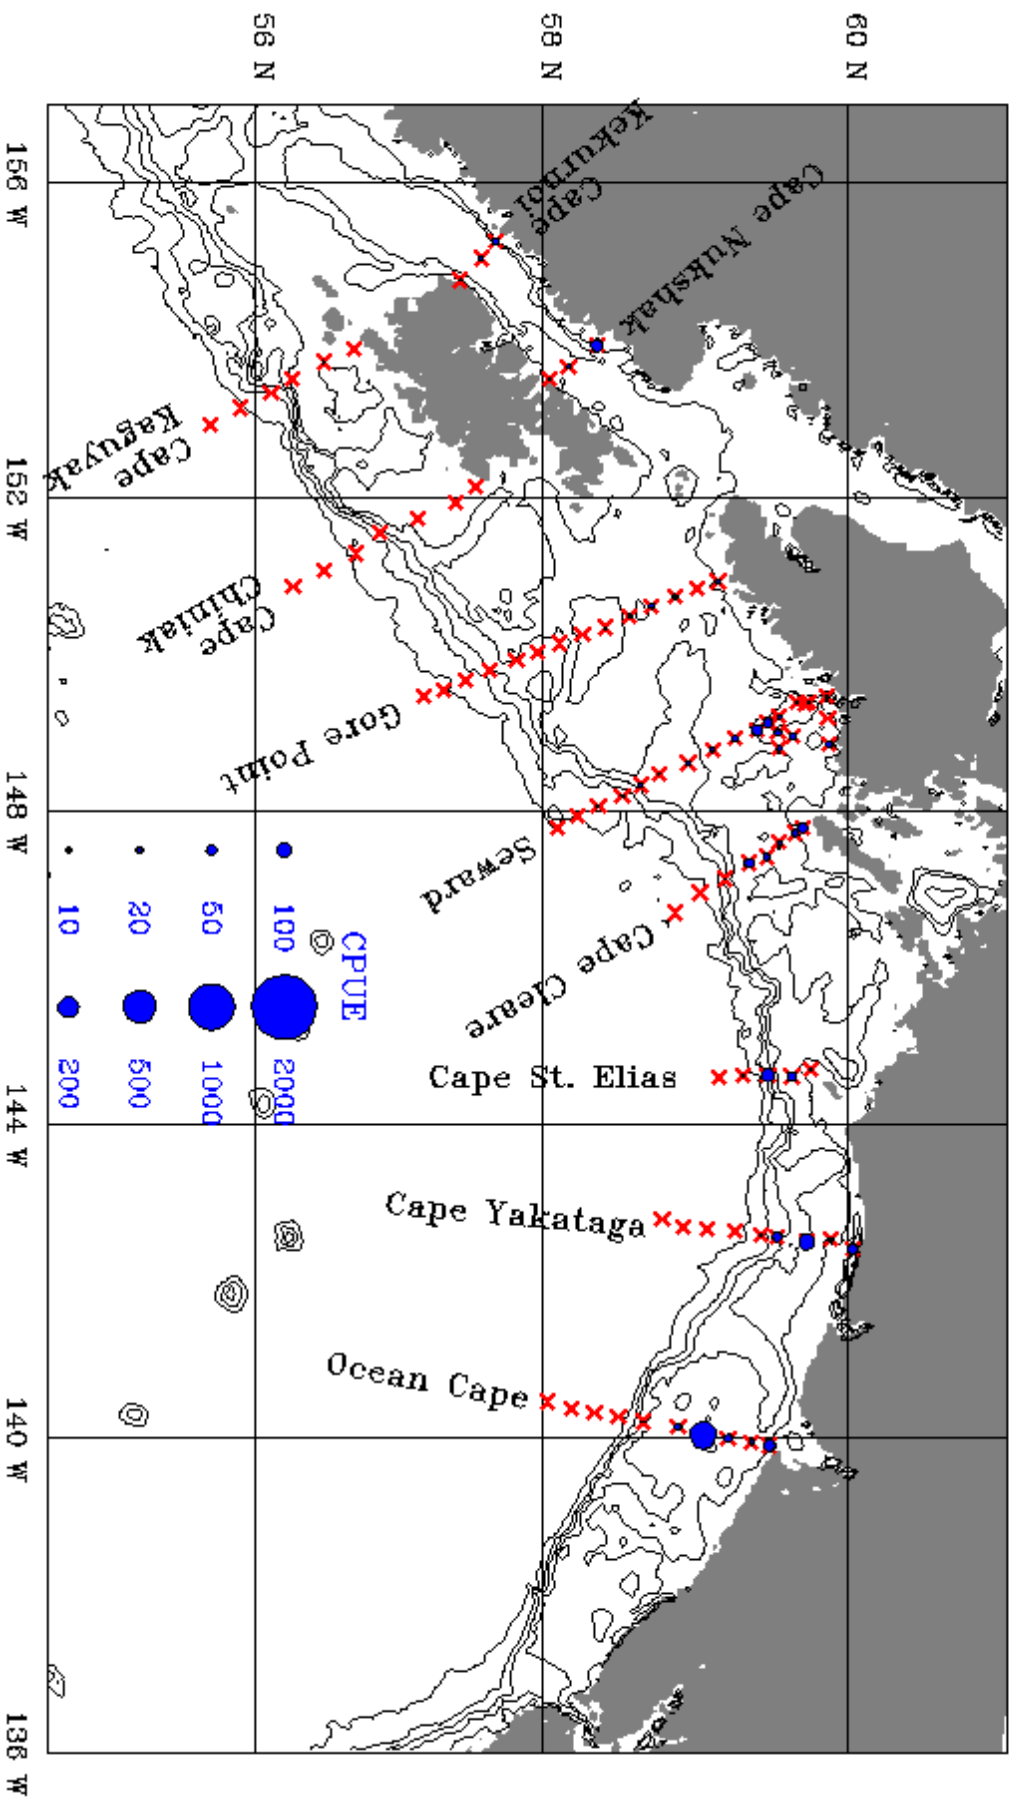 60 N
58 N
56 N
156 W
152 W
148 W
144 W
140 W
136 W
Cape
Kekurnoi
Cape Nukshak
Cape
Kaguyak
Cape
Chiniak
Gore Point
Seward
Cape Cleare
Cape St. Elias
Cape Yakataga
Ocean Cape
CPUE
100
2000
50
1000
20
500
10
200